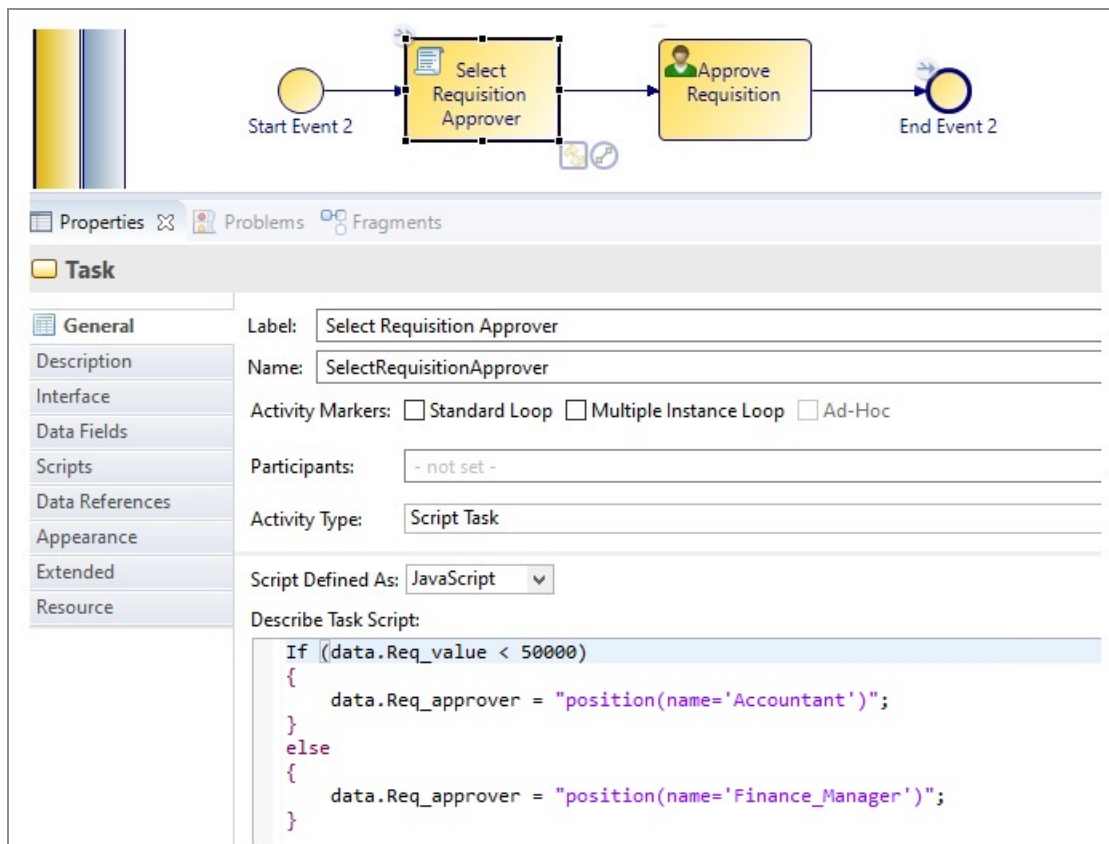 Select
Requisition
Approver
Approve
Requisition
Start Event 2
End Event 2
Properties Problems Fragments
Task
General
Description
Interface
Data Fields
Scripts
Data References
Appearance
Extended
Resource
Label: Select Requisition Approver
Name: SelectRequisitionApprover
Activity Markers: Standard Loop Multiple Instance Loop Ad-Hoc
Participants: - not set -
Activity Type: Script Task
Script Defined As: JavaScript
Describe Task Script:
If (data.Req_value < 50000)
{
data.Req_approver = "position(name='Accountant')";
}
else
{
data.Req_approver = "position(name='Finance_Manager')";
}